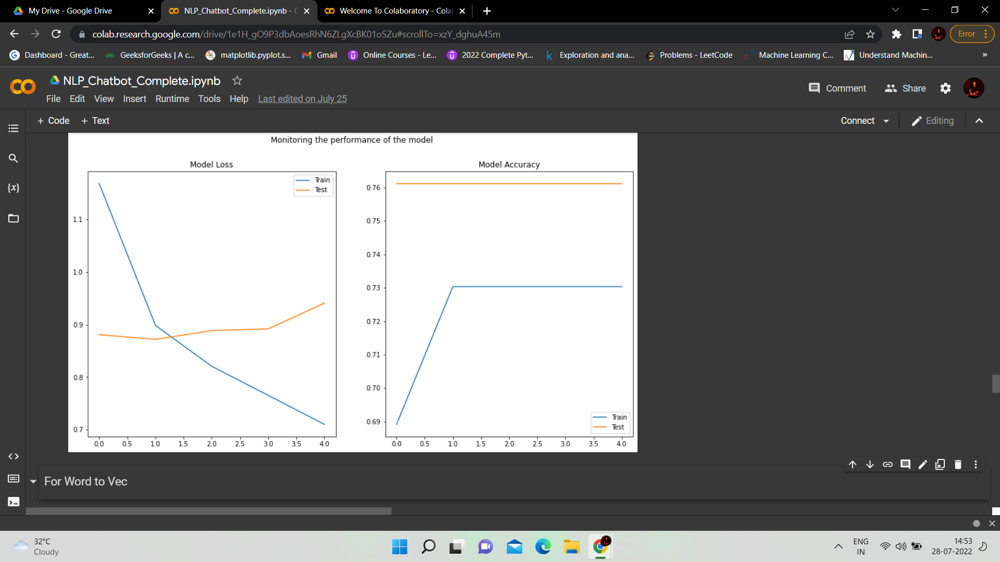 My Drive - Google Drive
NLP_Chatbot_Complete.ipynb -
Welcome To Colaboratory - Cola
colab.research.google.com/drive/1e1H_gO9P3dbAoesRhN6ZLgXcBK01oSZu#scrollTo=xzY_dghuA45m
Error
Dashboard - Great...
GeeksforGeeks | A c...
matplotlib.pyplot.s...
Gmail
Online Courses - Le...
2022 Complete Pyt...
Exploration and ana...
Problems - LeetCode
Machine Learning C...
Understand Machin...
»
NLP_Chatbot_Complete.ipynb
File Edit View Insert Runtime Tools Help Last edited on July 25
Comment
Share
+ Code + Text
Connect
Editing
{x}
Monitoring the performance of the model
Model Loss
Train
Test
1.1
1.0
0.9
0.8
0.7
0.0 0.5 1.0 1.5 2.0 2.5 3.0 3.5 4.0
Model Accuracy
0.76
0.75
0.74
0.73
0.72
0.71
0.70
0.69
Train
Test
0.0 0.5 1.0 1.5 2.0 2.5 3.0 3.5 4.0
For Word to Vec
32°C
Cloudy
ENG
IN
14:53
28-07-2022